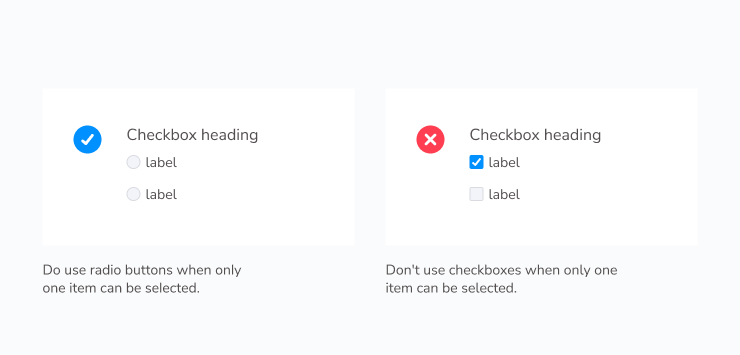 Checkbox heading
label
label
Do use radio buttons when only
one item can be selected.
Checkbox heading
label
label
Don't use checkboxes when only one
item can be selected.